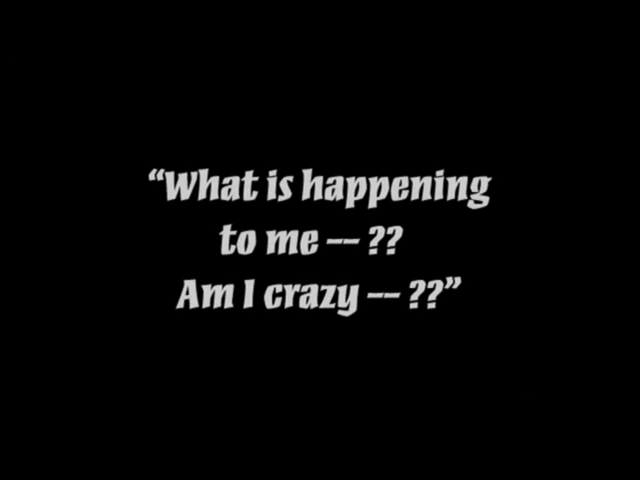 “What is happening
to me -- ??
Am I crazy -- ??”